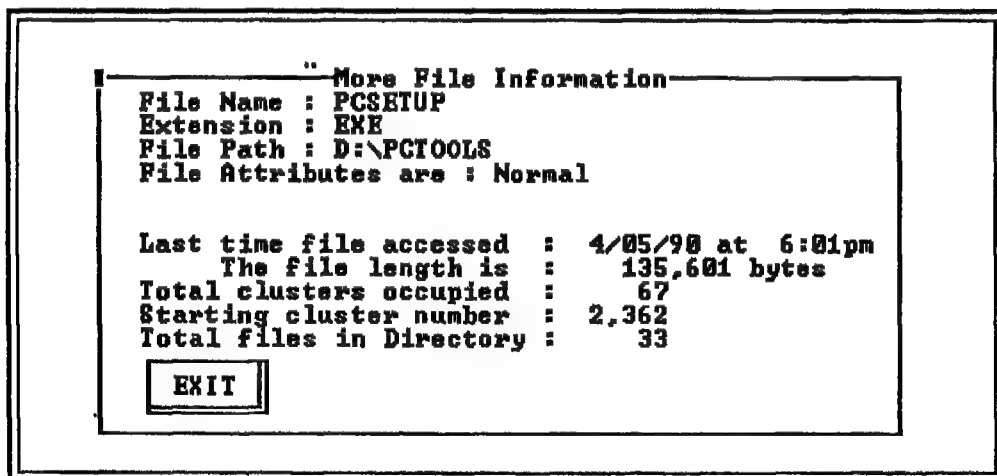 More File Information
File Name : PCSETUP
Extension : EXE
File Path : D:\PCTOOLS
File Attributes are : Normal
Last time file accessed : 4/05/90 at 6:01pm
The file length is : 135,601 bytes
Total clusters occupied : 67
Starting cluster number : 2,362
Total files in Directory : 33
EXIT